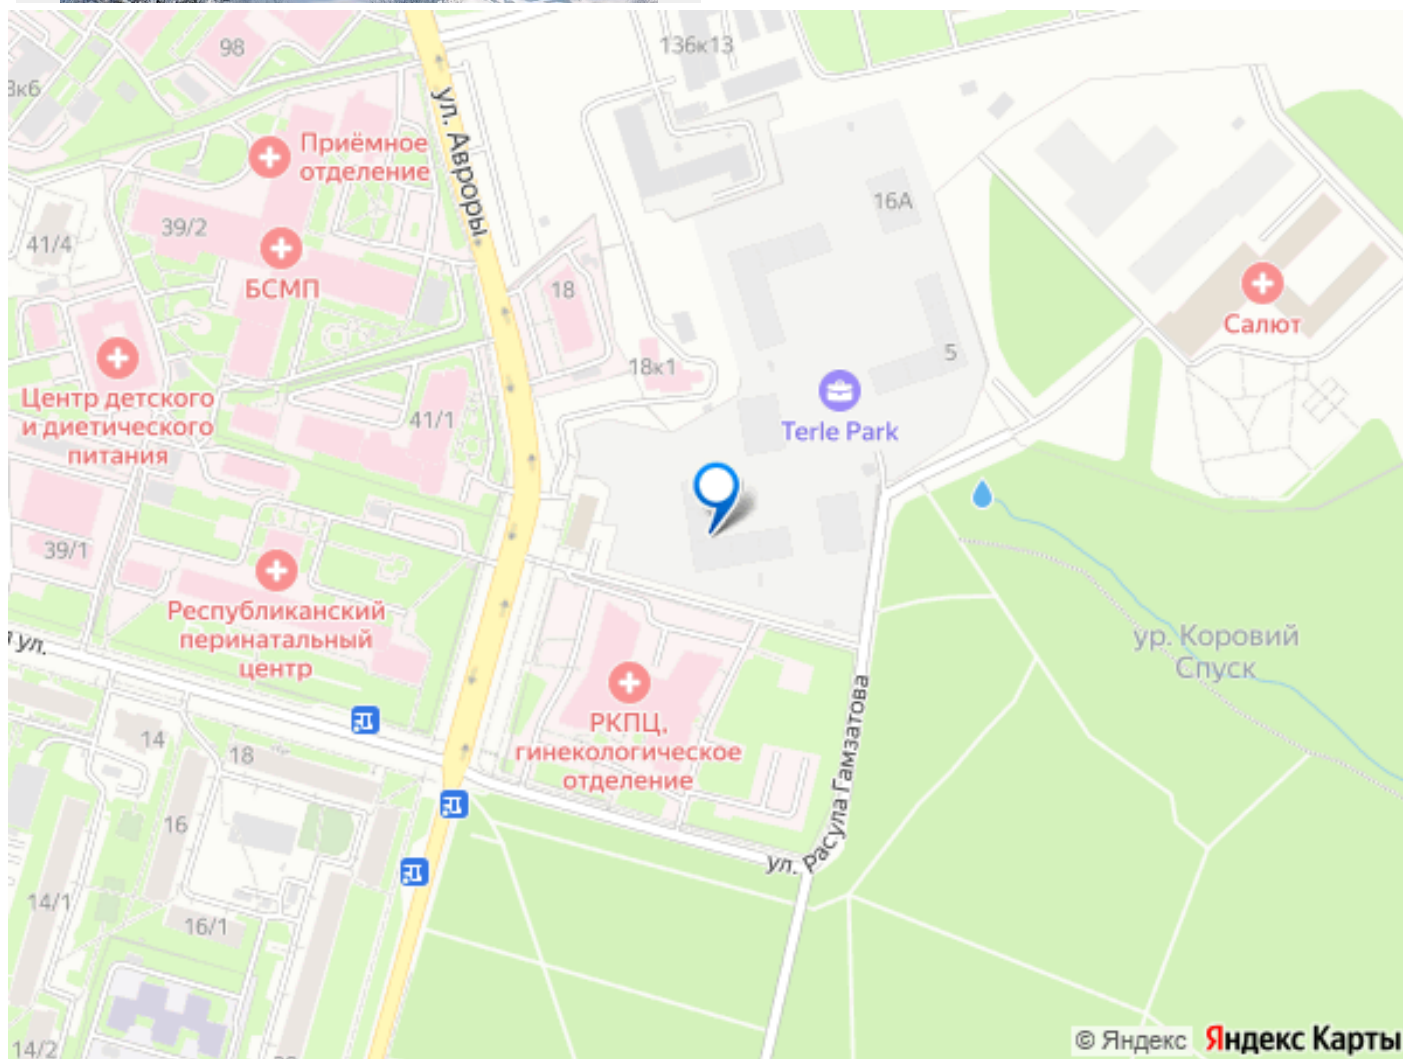 98
136к13
3к6
ул. Авроры
Приёмное
отделение
16А
39/2
41/4
БСМП
18
Салют
18к1
5
Центр детского
и диетического
питания
41/1
Terle Park
39/1
Республиканский
перинатальный
центр
ур. Коровий
Спуск
ул.
РКПЦ,
гинекологическое
отделение
14
18
ул. Расула Гамзатова
16
14/1
16/1
14/2
© Яндекс Яндекс Карты